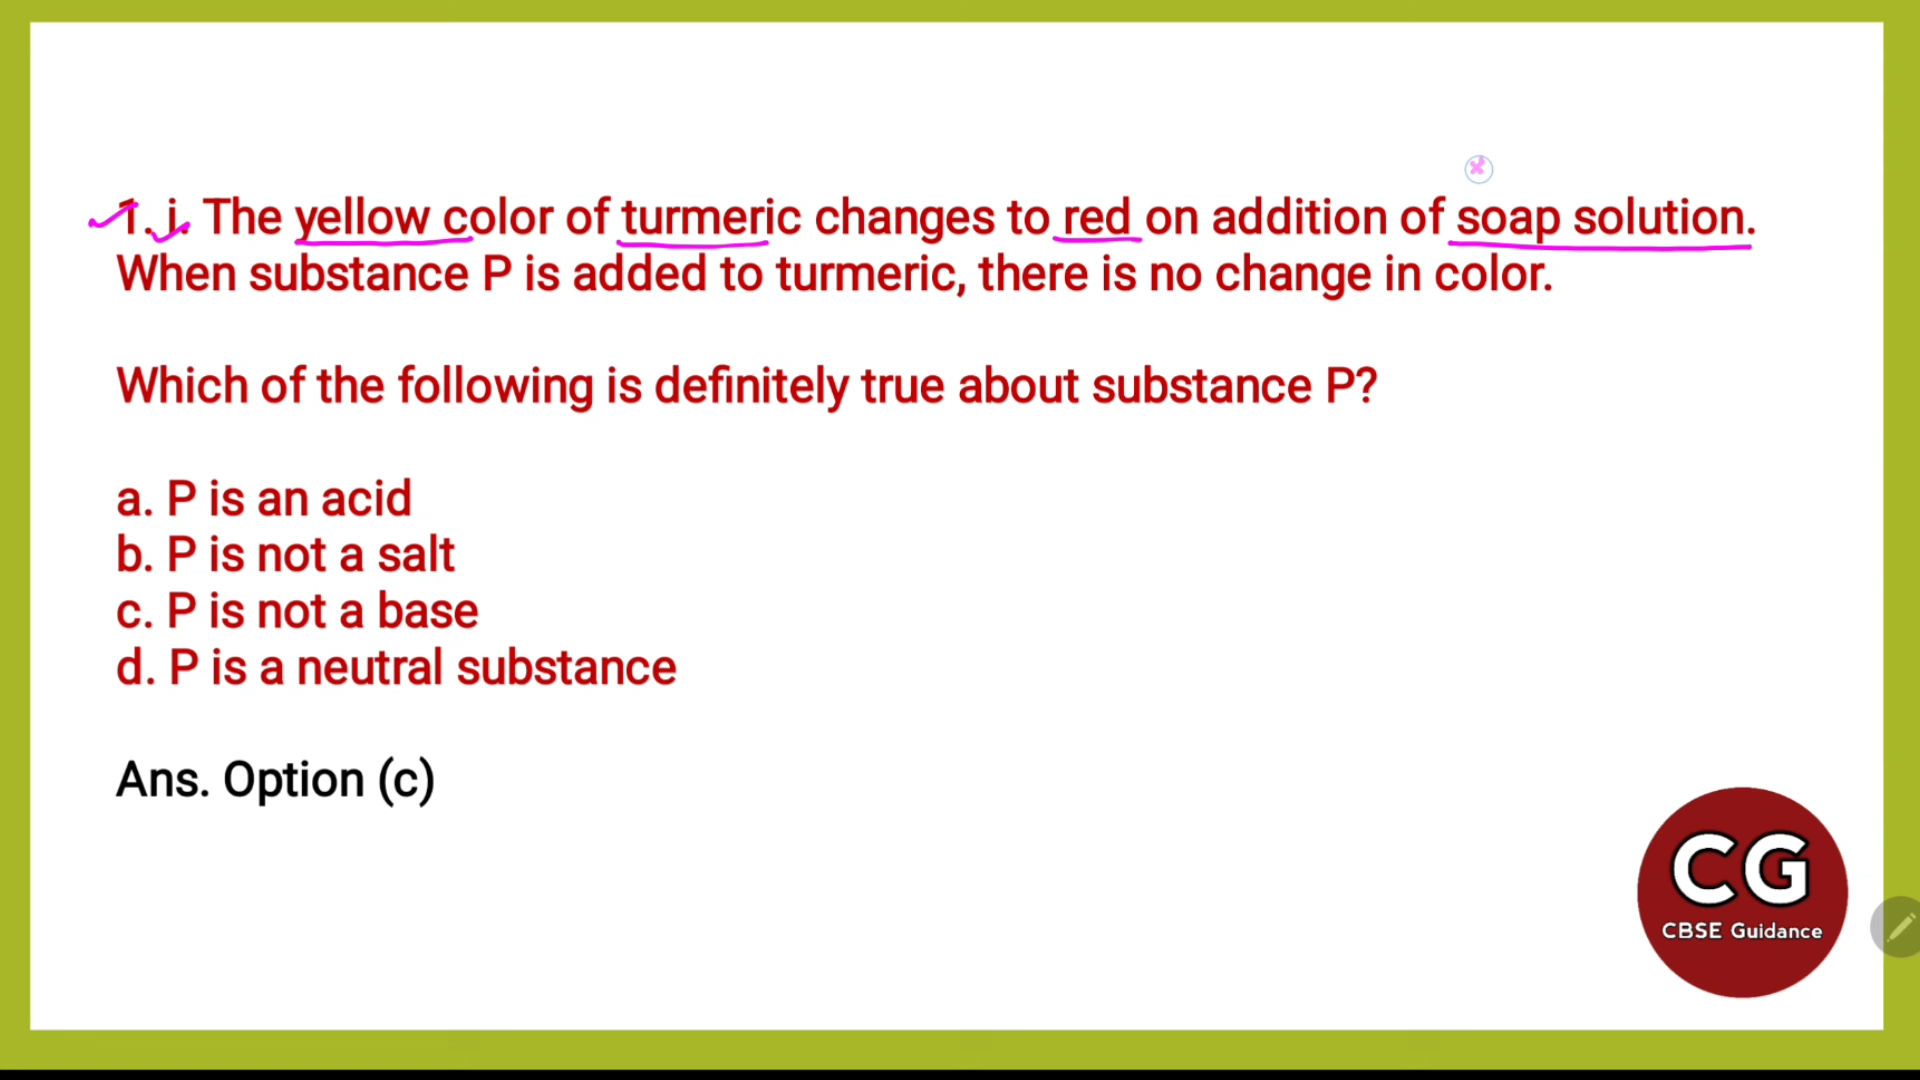 1. i. The yellow color of turmeric changes to red on addition of soap solution.
When substance P is added to turmeric, there is no change in color.
Which of the following is definitely true about substance P?
a. P is an acid
b. P is not a salt
c. P is not a base
d. P is a neutral substance
Ans. Option (c)
CG
CBSE Guidance